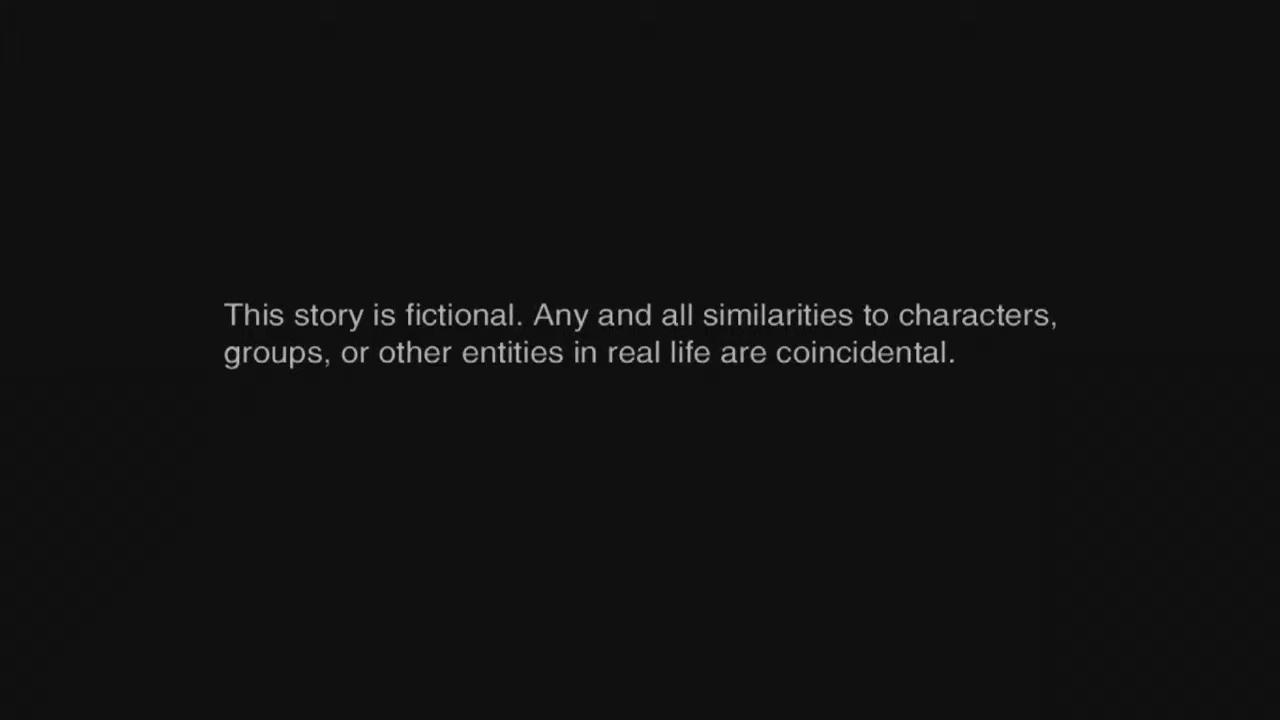 This story is fictional. Any and all similarities to characters,
groups, or other entities in real life are coincidental.